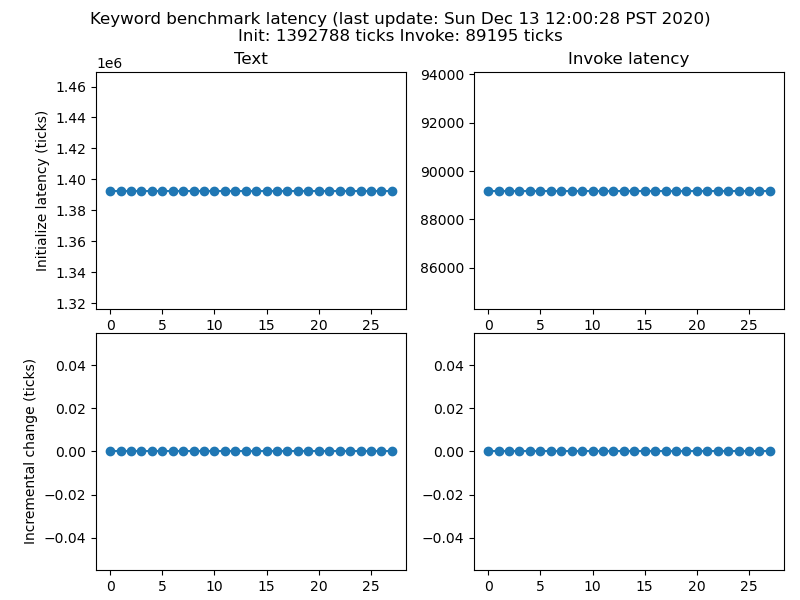 Keyword benchmark latency (last update: Sun Dec 13 12:00:28 PST 2020)
Init: 1392788 ticks Invoke: 89195 ticks
Text
1e6
1.46
1.44
1.42
1.40
1.38
1.36
1.34
1.32
Initialize latency (ticks)
0 5 10 15 20 25
Invoke latency
94000
92000
90000
88000
86000
0 5 10 15 20 25
0.04
0.02
0.00
−0.02
−0.04
Incremental change (ticks)
0 5 10 15 20 25
0.04
0.02
0.00
−0.02
−0.04
0 5 10 15 20 25